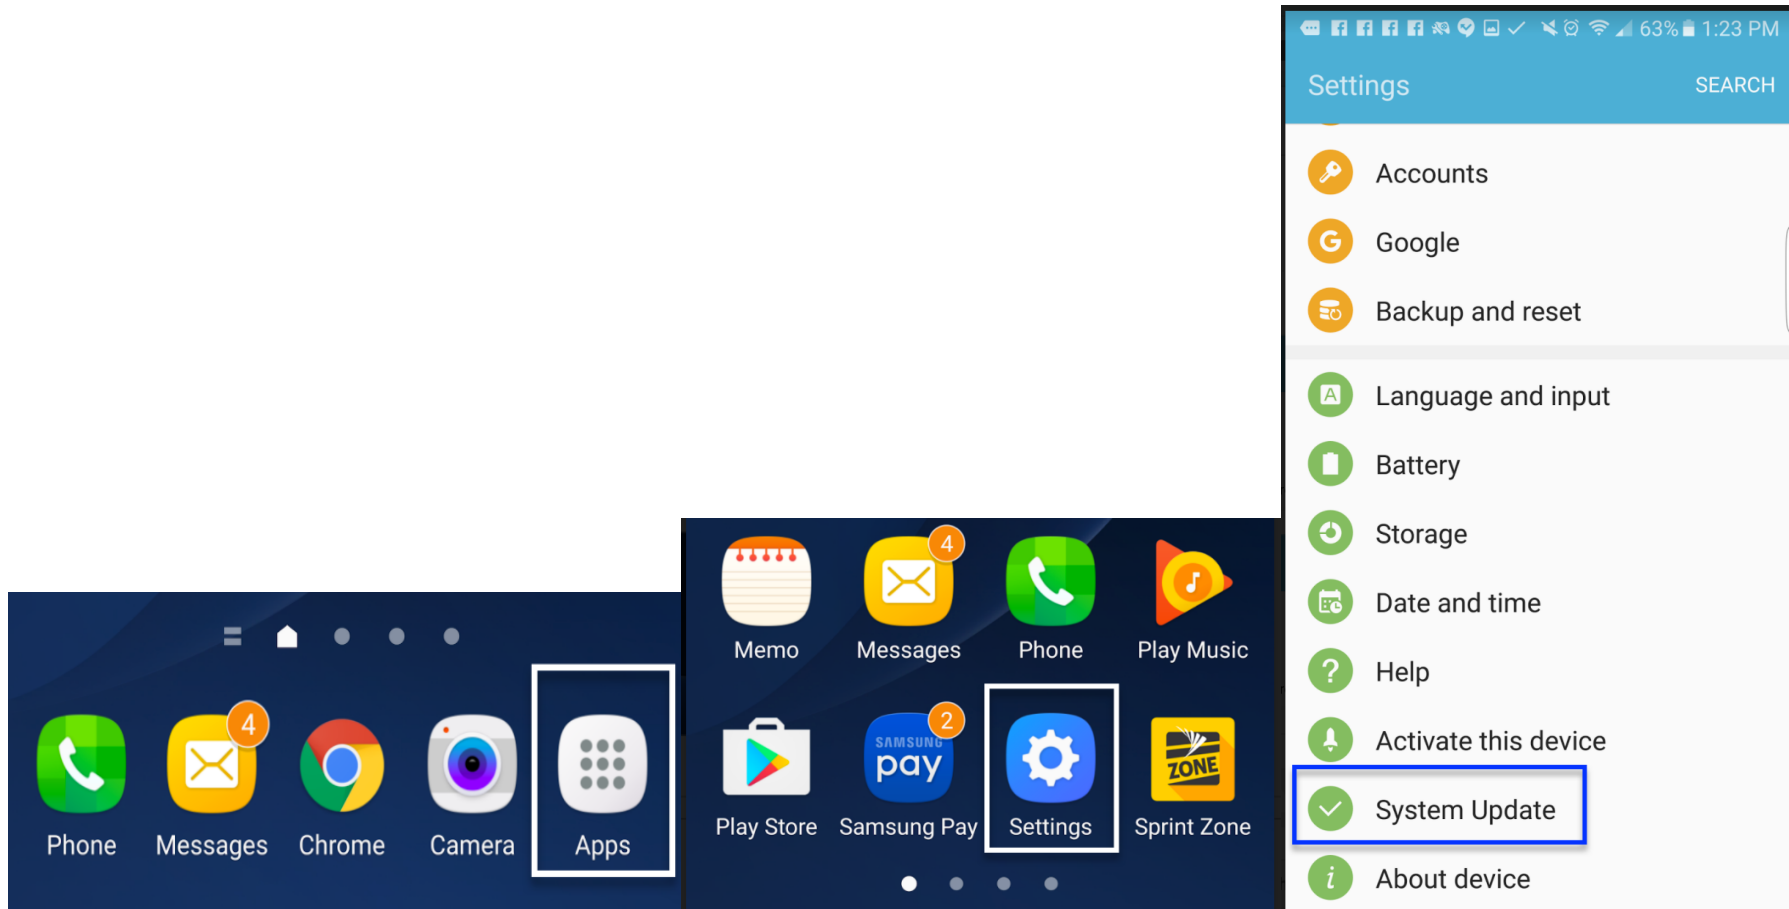 4
Phone
Messages
Chrome
Camera
Apps
4
Memo
Messages
Phone
Play Music
2
SAMSUNG
pay
ZONE
Play Store
Samsung Pay
Settings
Sprint Zone
63% 1:23 PM
Settings
SEARCH
Accounts
G
Google
Backup and reset
A
Language and input
Battery
Storage
Date and time
?
Help
Activate this device
System Update
i
About device